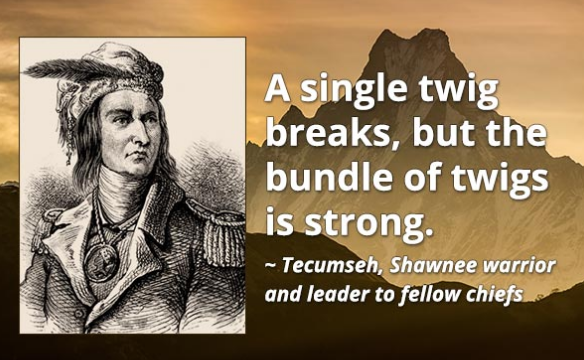 A single twig
breaks, but the
bundle of twigs
is strong.
~ Tecumseh, Shawnee warrior
and leader to fellow chiefs